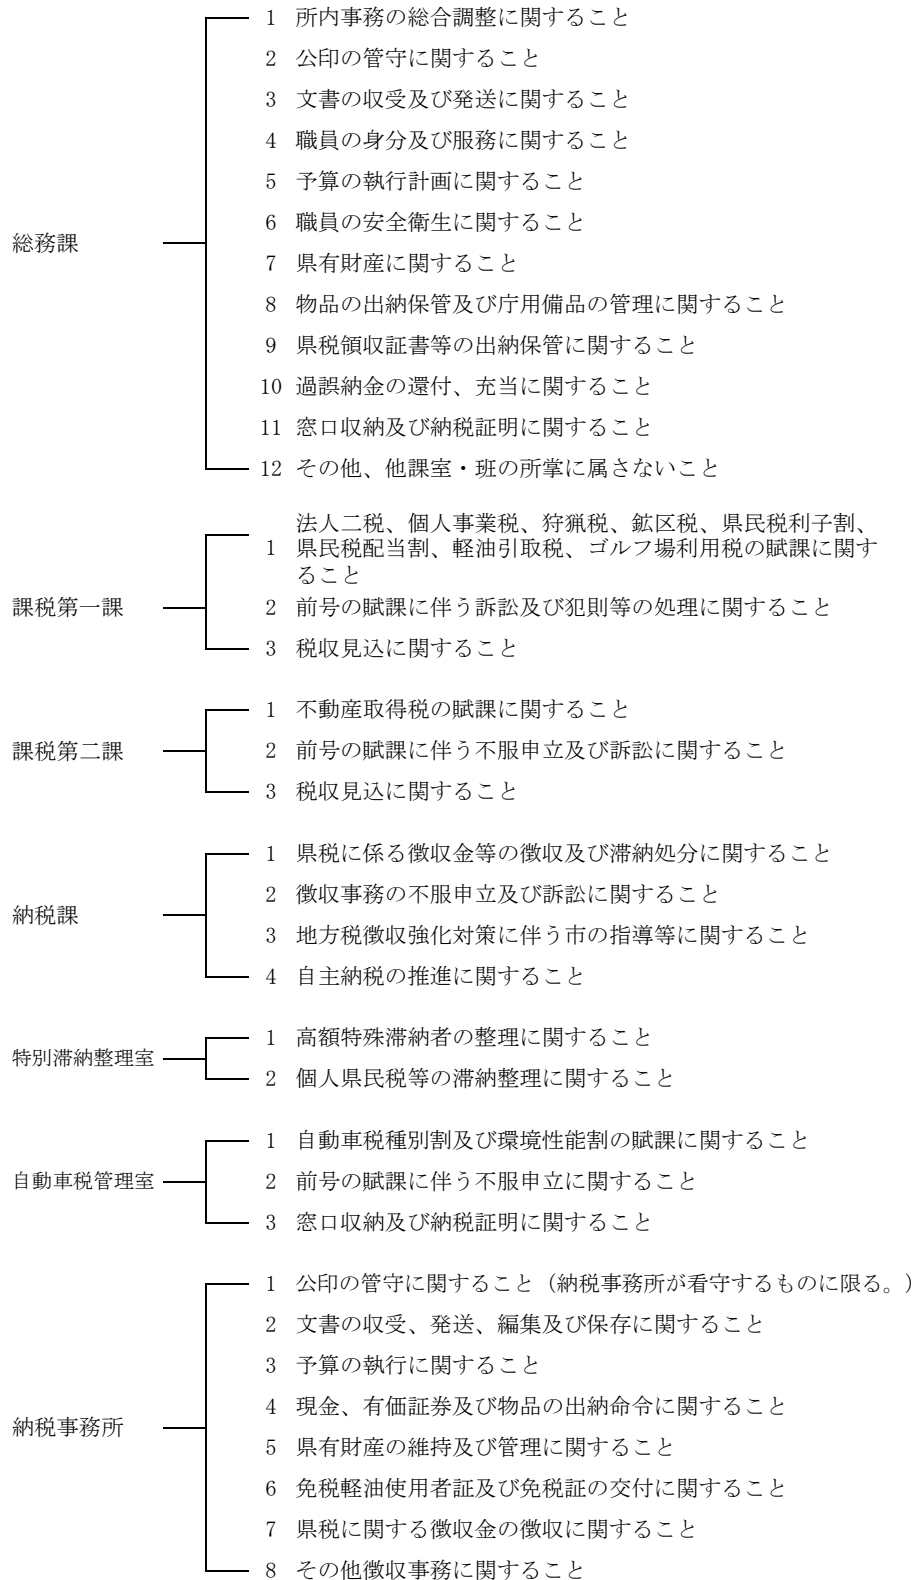 総務課
1 所内事務の総合調整に関すること
2 公印の管守に関すること
3 文書の収受及び発送に関すること
4 職員の身分及び服務に関すること
5 予算の執行計画に関すること
6 職員の安全衛生に関すること
7 県有財産に関すること
8 物品の出納保管及び庁用備品の管理に関すること
9 県税領収証書等の出納保管に関すること
10 過誤納金の還付、充当に関すること
11 窓口収納及び納税証明に関すること
12 その他、他課室・班の所掌に属さないこと
課税第一課
1 法人二税、個人事業税、狩猟税、鉱区税、県民税利子割、
県民税配当割、軽油引取税、ゴルフ場利用税の賦課に関す
ること
2 前号の賦課に伴う訴訟及び犯則等の処理に関すること
3 税収見込に関すること
課税第二課
1 不動産取得税の賦課に関すること
2 前号の賦課に伴う不服申立及び訴訟に関すること
3 税収見込に関すること
納税課
1 県税に係る徴収金等の徴収及び滞納処分に関すること
2 徴収事務の不服申立及び訴訟に関すること
3 地方税徴収強化対策に伴う市の指導等に関すること
4 自主納税の推進に関すること
特別滞納整理室
1 高額特殊滞納者の整理に関すること
2 個人県民税等の滞納整理に関すること
自動車税管理室
1 自動車税種別割及び環境性能割の賦課に関すること
2 前号の賦課に伴う不服申立に関すること
3 窓口収納及び納税証明に関すること
納税事務所
1 公印の管守に関すること（納税事務所が看守するものに限る。）
2 文書の収受、発送、編集及び保存に関すること
3 予算の執行に関すること
4 現金、有価証券及び物品の出納命令に関すること
5 県有財産の維持及び管理に関すること
6 免税軽油使用者証及び免税証の交付に関すること
7 県税に関する徴収金の徴収に関すること
8 その他徴収事務に関すること